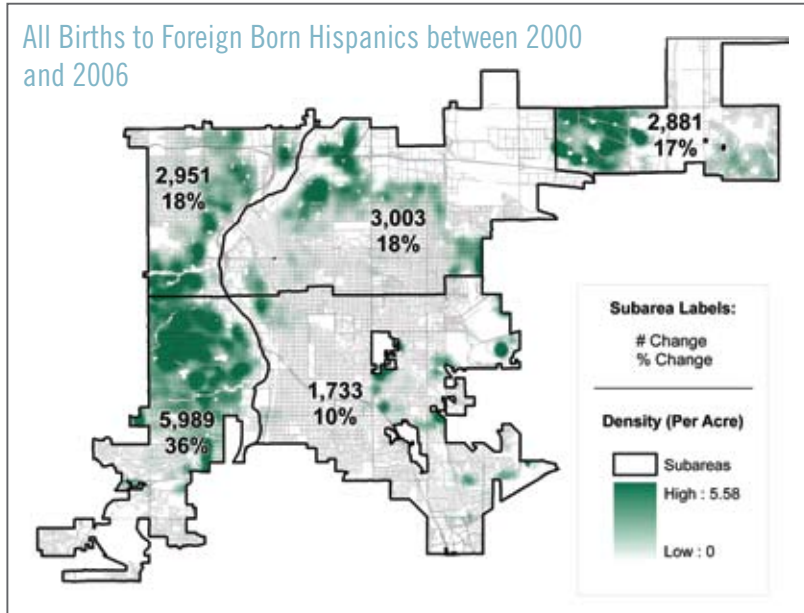 All Births to Foreign Born Hispanics between 2000
and 2006
2,881
17%
2,951
18%
3,003
18%
1,733
10%
5,989
36%
Subarea Labels:
# Change
% Change
Density (Per Acre)
Subareas
High : 5.58
Low : 0